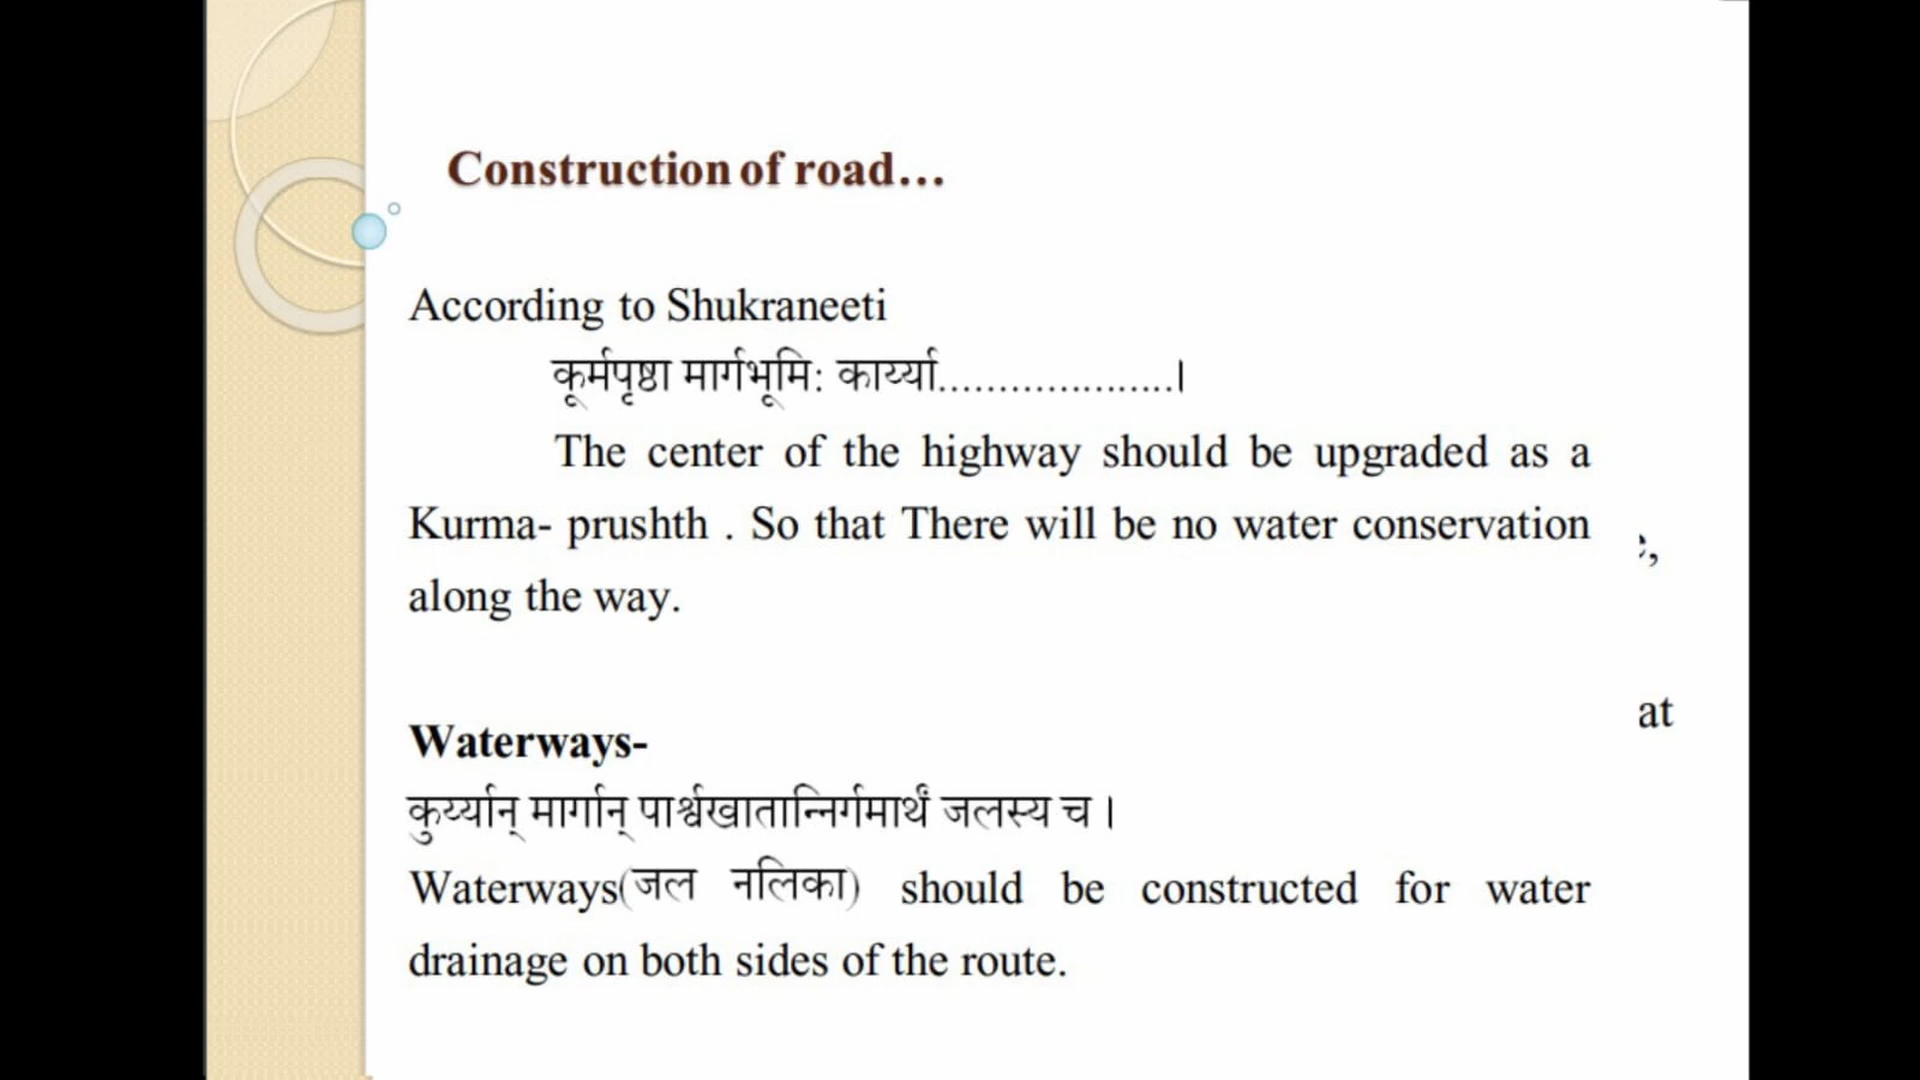 Construction of road...
According to Shukraneeti
कूर्मपृष्ठा मार्गभूमिः कार्य्या....................।
The center of the highway should be upgraded as a
Kurma- prushth . So that There will be no water conservation
along the way.
at
Waterways-
कुर्य्यान् मार्गान् पार्श्वखातान्निर्गमार्थं जलस्य च ।
Waterways(जल नलिका) should be constructed for water
drainage on both sides of the route.